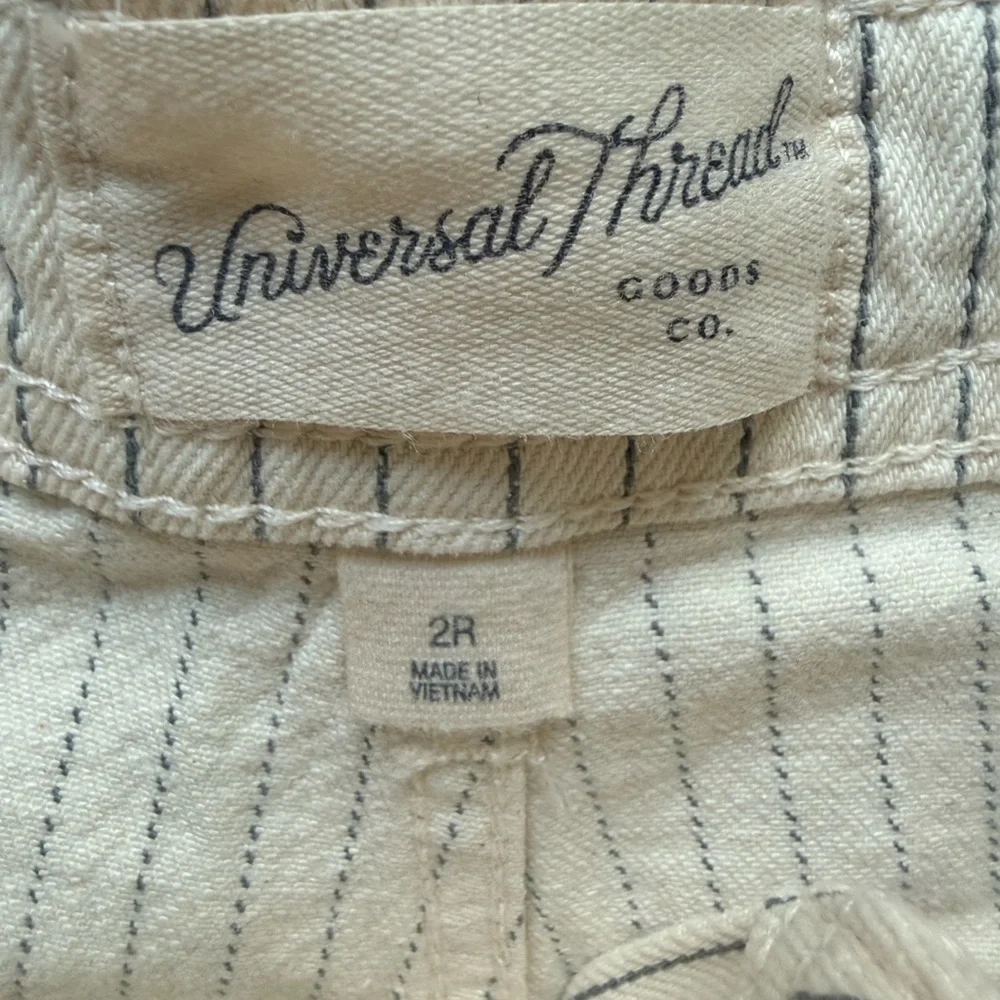 Universal Thread™
GOODS
CO.
2R
MADE IN
VIETNAM